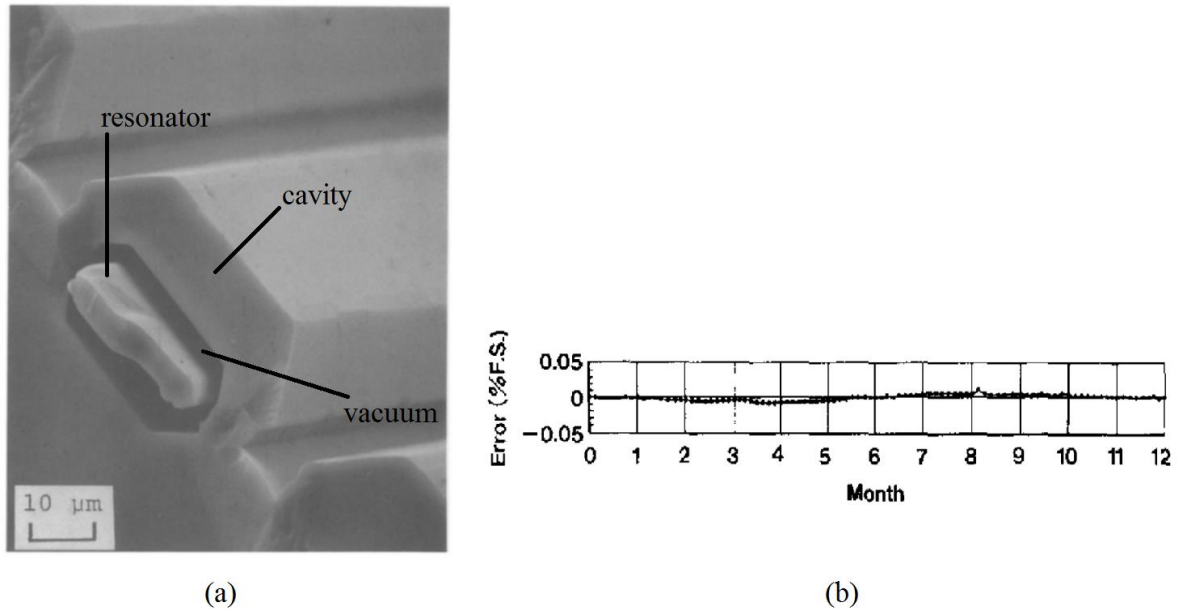 resonator
cavity
vacuum
10 μm
(a)
Error (%F.S.)
0.05
0
−0.05
0 1 2 3 4 5 6 7 8 9 10 11 12
Month
(b)